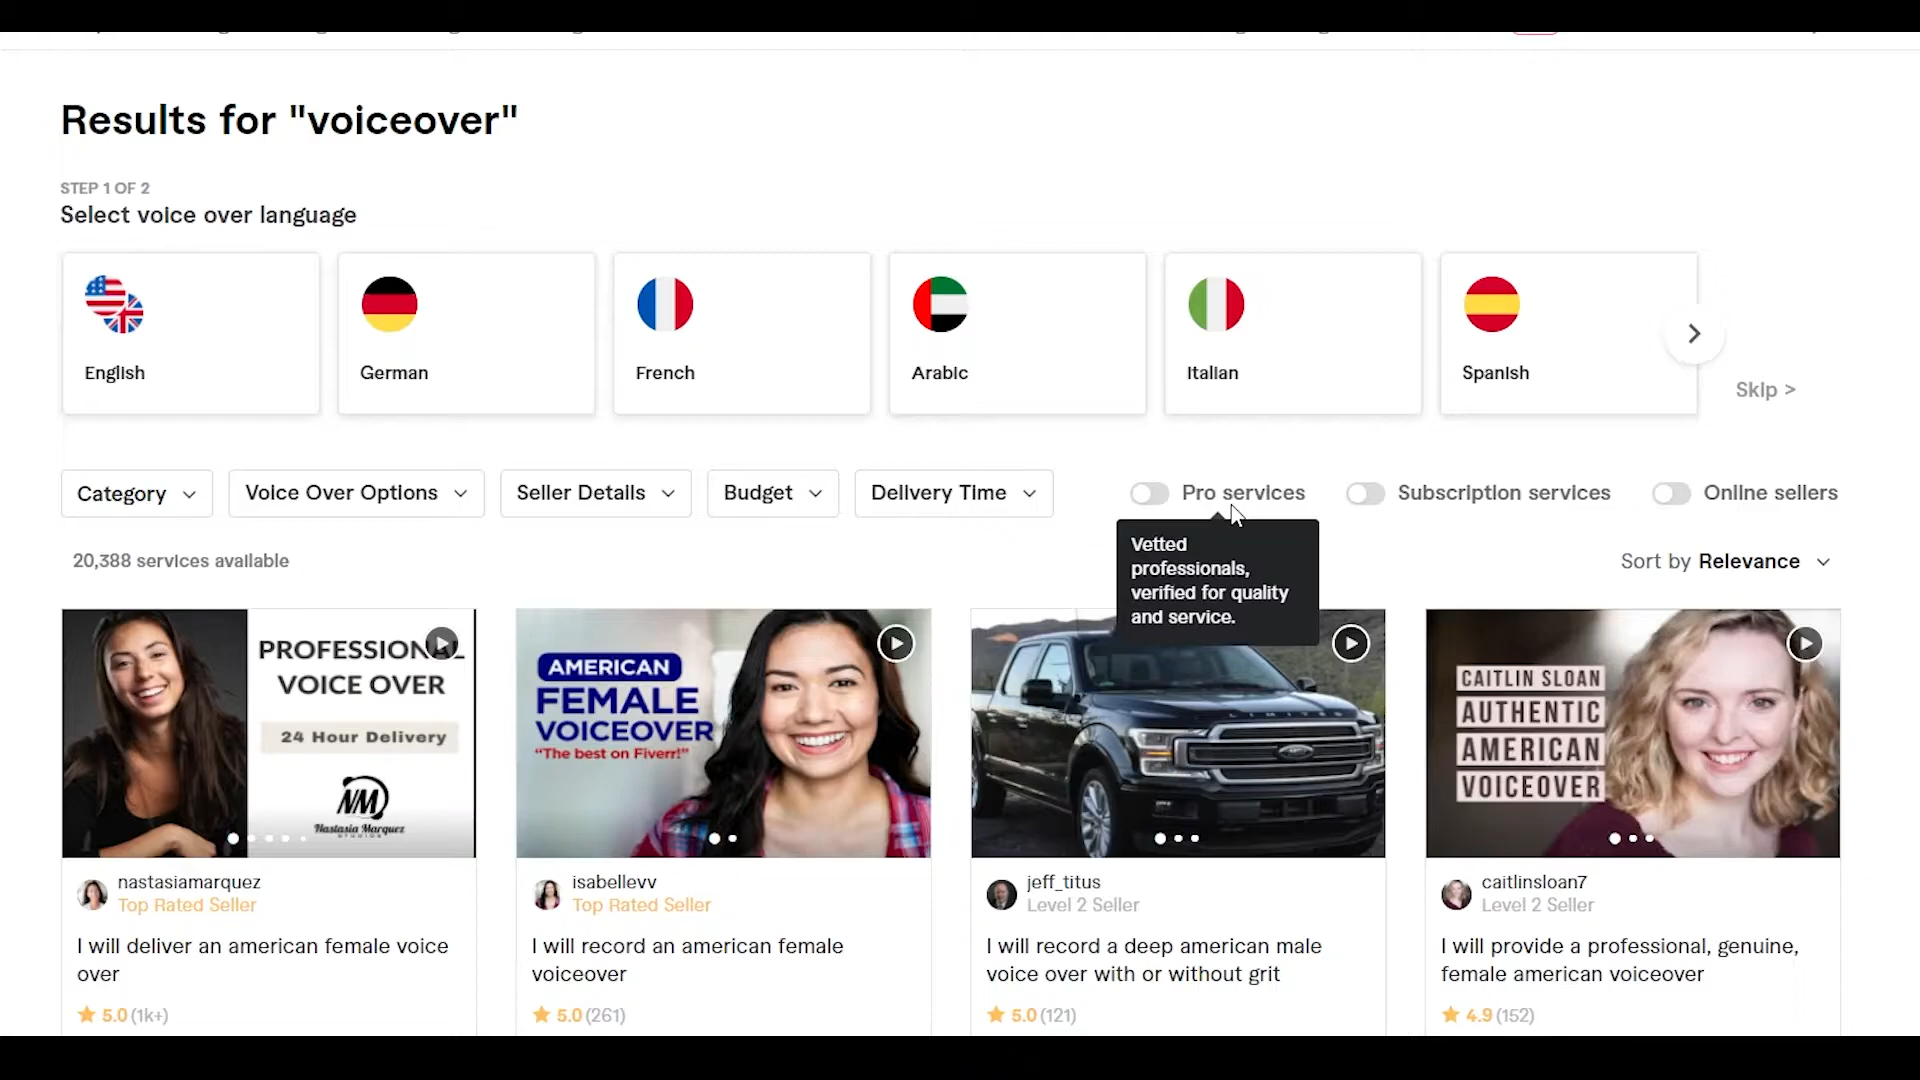 Results for "voiceover"
STEP 1 OF 2
Select voice over language
English
German
French
Arabic
Italian
Spanish
Skip >
Category
Voice Over Options
Seller Details
Budget
Delivery Time
Pro services
Subscription services
Online sellers
Vetted
professionals,
verified for quality
and service.
20,388 services available
Sort by Relevance
PROFESSIONAL
VOICE OVER
24 Hour Delivery
NM
Nastasia Marquez
STUDIOS
AMERICAN
FEMALE
VOICEOVER
"The best on Fiverr!"
LIMITED
Ford
CAITLIN SLOAN
AUTHENTIC
AMERICAN
VOICEOVER
nastasiamarquez
Top Rated Seller
I will deliver an american female voice
over
5.0 (1k+)
isabellevv
Top Rated Seller
I will record an american female
voiceover
5.0 (261)
jeff_titus
Level 2 Seller
I will record a deep american male
voice over with or without grit
5.0 (121)
caitlinsloan7
Level 2 Seller
I will provide a professional, genuine,
female american voiceover
4.9 (152)